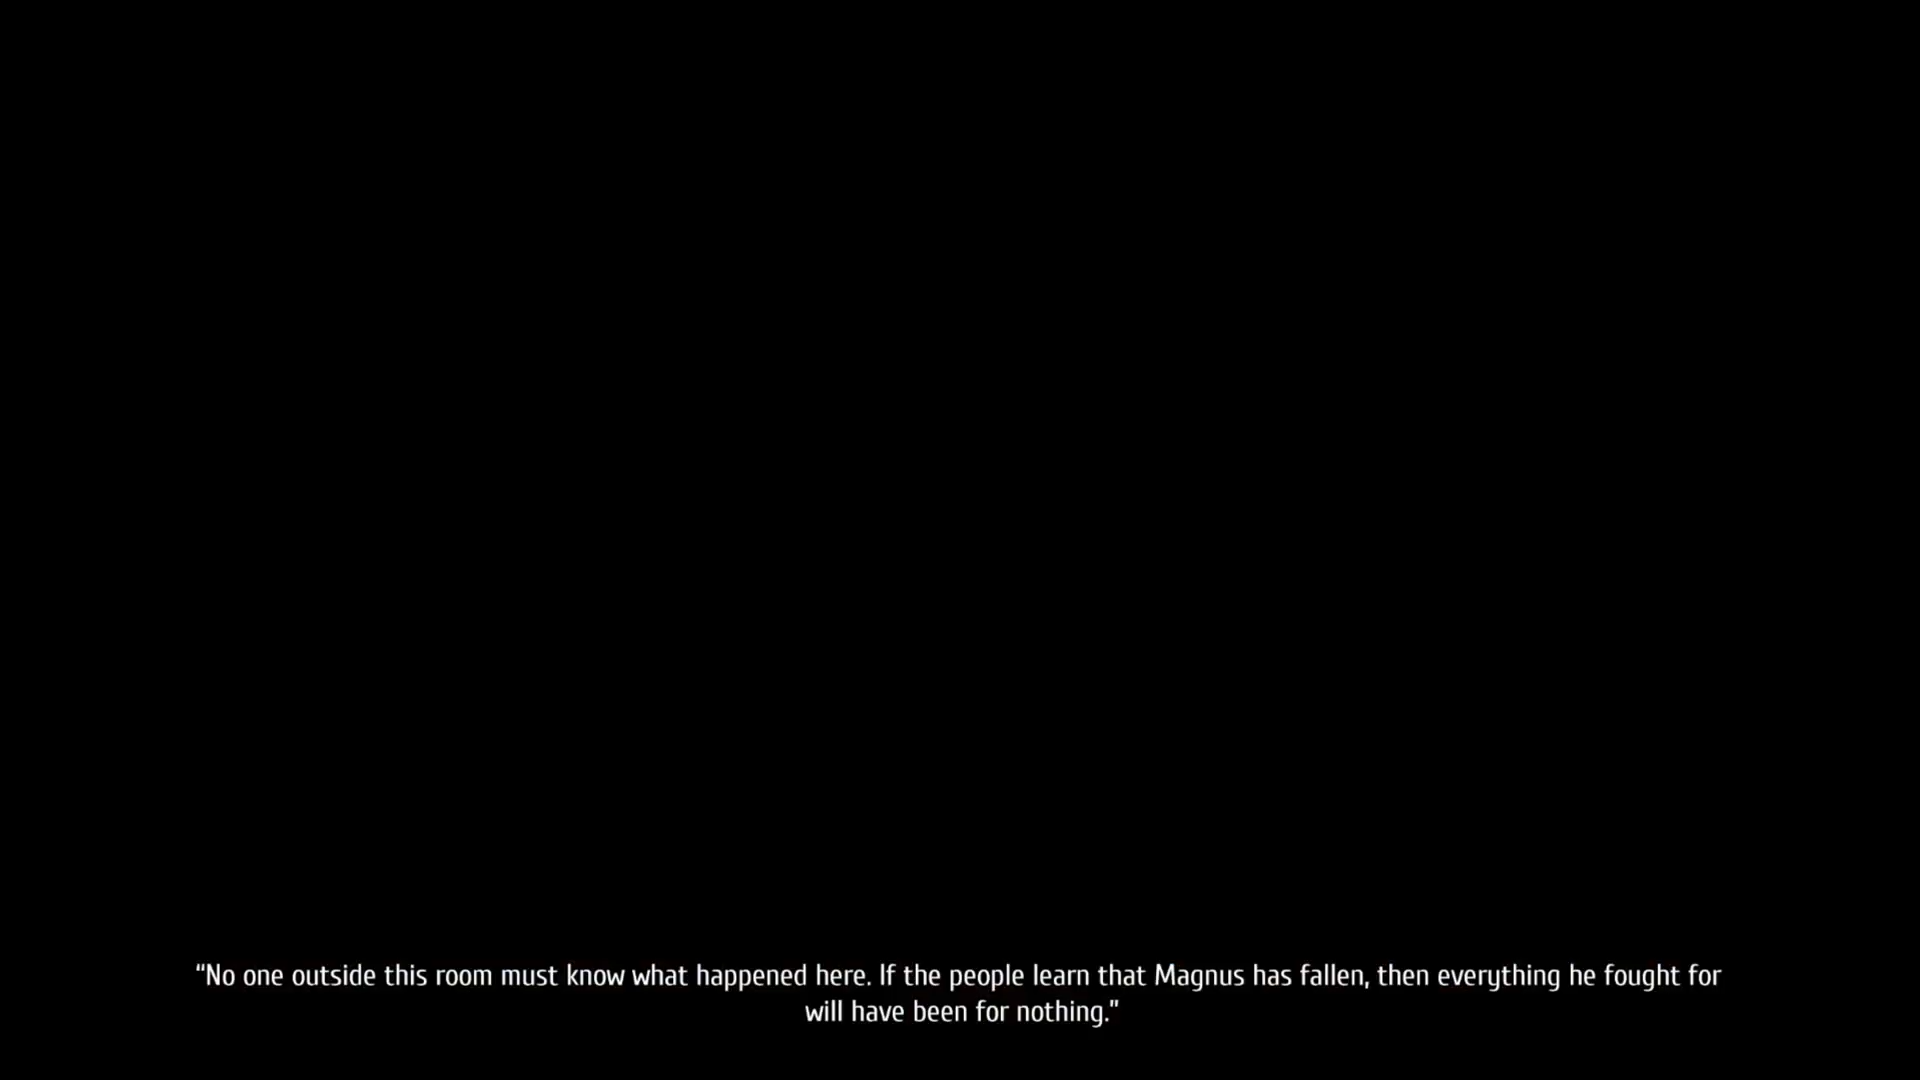 “No one outside this room must know what happened here. If the people learn that Magnus has fallen, then everything he fought for
will have been for nothing.”